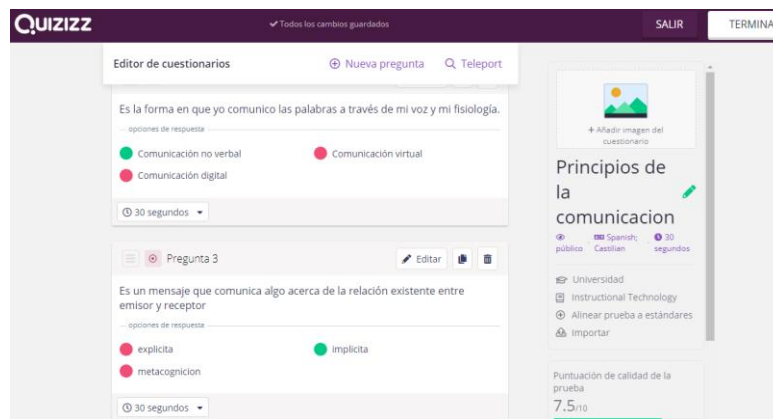 QUIZIZZ
Todos los cambios guardados
SALIR
TERMINA
Editor de cuestionarios
Nueva pregunta
Teleport
Es la forma en que yo comunico las palabras a través de mi voz y mi fisiología.
opciones de respuesta
Comunicación no verbal
Comunicación virtual
Comunicación digital
30 segundos
Pregunta 3
Editar
Es un mensaje que comunica algo acerca de la relación existente entre
emisor y receptor
opciones de respuesta
explicita
implicita
metacognicion
30 segundos
+ Añadir imagen del
cuestionario
Principios de
la
comunicacion
público
Spanish;
Castilian
30
segundos
Universidad
Instructional Technology
Alinear prueba a estándares
Importar
Puntuación de calidad de la
prueba
7.5/10